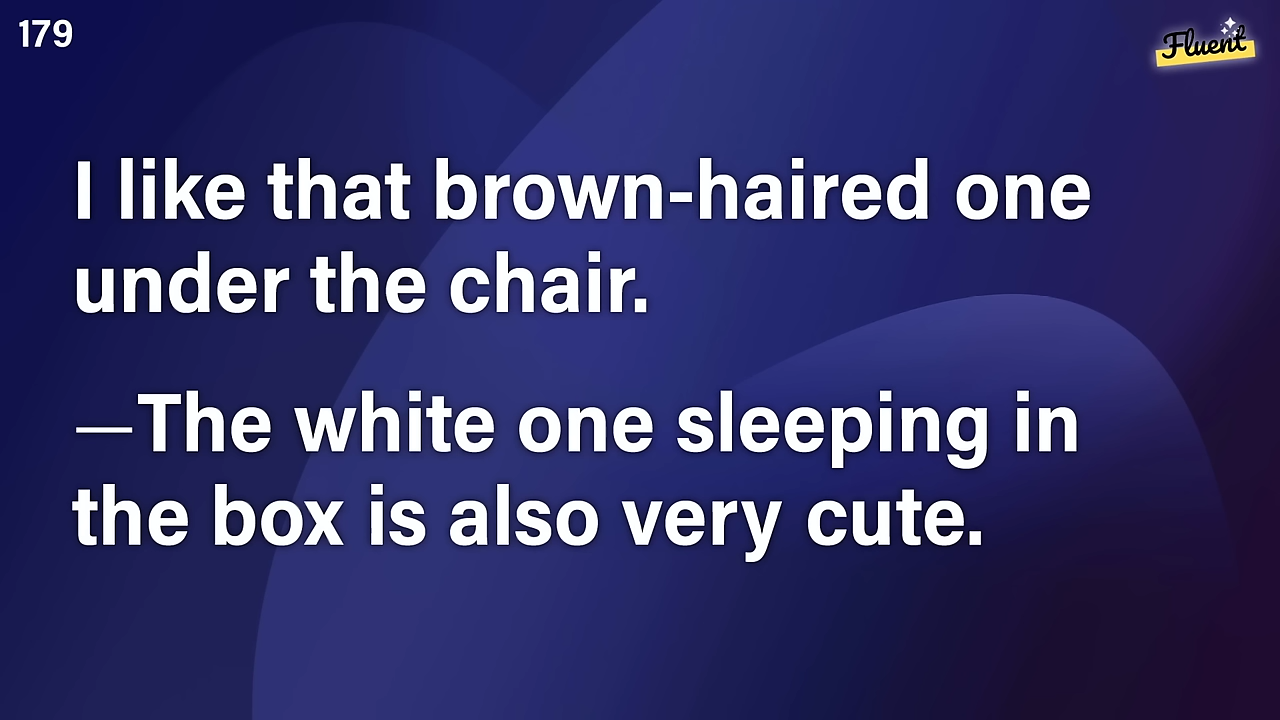 179
Fluent
I like that brown-haired one
under the chair.
—The white one sleeping in
the box is also very cute.